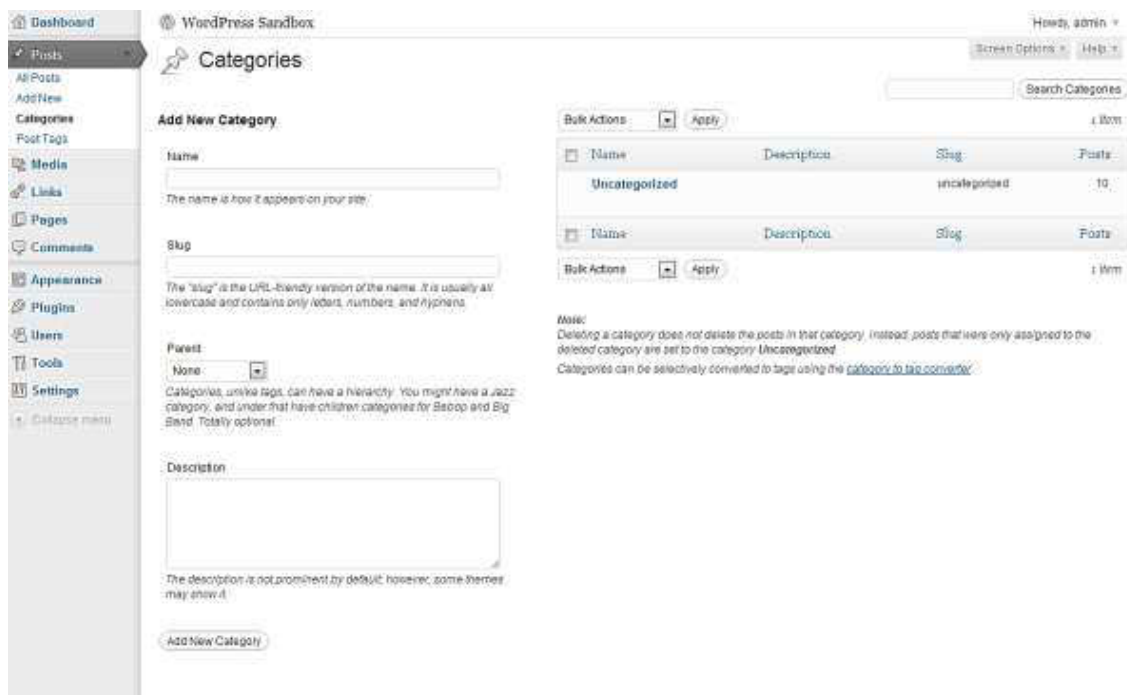 Dashboard
Posts
All Posts
Add New
Categories
Post Tags
Media
Links
Pages
Comments
Appearance
Plugins
Users
Tools
Settings
Collapse menu
WordPress Sandbox
Howdy, admin
Categories
Screen Options
Help
Search Categories
Add New Category
Name
The name is how it appears on your site.
Slug
The "slug" is the URL-friendly version of the name. It is usually all
lowercase and contains only letters, numbers, and hyphens.
Parent
None
Categories, unlike tags, can have a hierarchy. You might have a Jazz
category, and under that have children categories for Bebop and Big
Band. Totally optional.
Description
The description is not prominent by default; however, some themes
may show it.
Add New Category
Bulk Actions Apply 1 item
Name Description Slug Posts
Uncategorized uncategorized 10
Name Description Slug Posts
Bulk Actions Apply 1 item
Note:
Deleting a category does not delete the posts in that category. Instead, posts that were only assigned to the
deleted category are set to the category Uncategorized.
Categories can be selectively converted to tags using the category to tag converter.